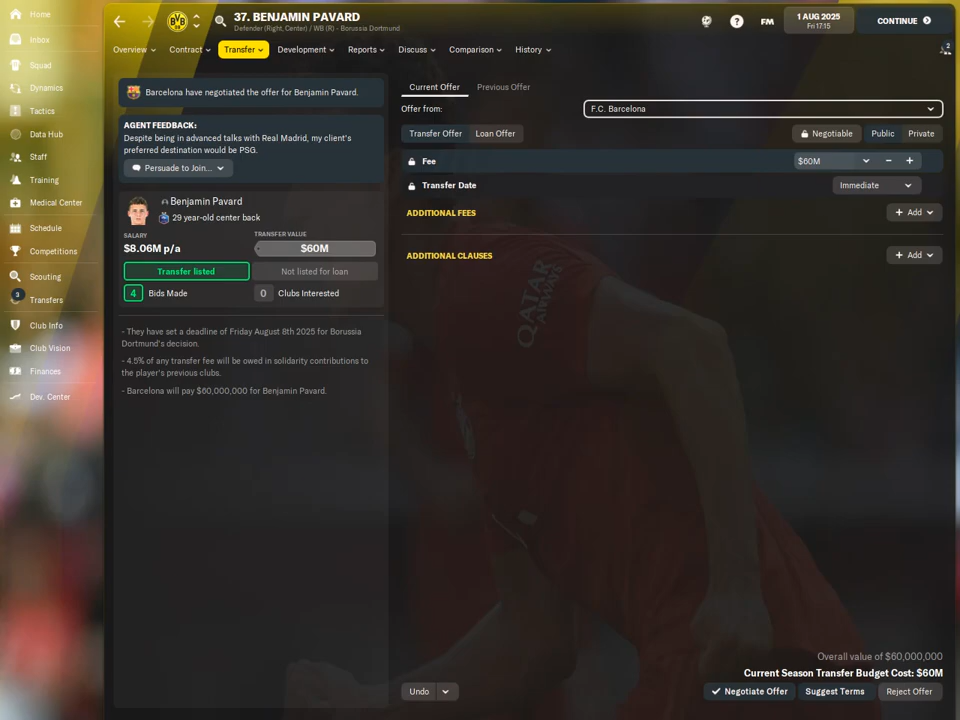 Home
Inbox
Squad
Dynamics
Tactics
Data Hub
Staff
Training
Medical Center
Schedule
Competitions
Scouting
3
Transfers
Club Info
Club Vision
Finances
Dev. Center
BVB
37. BENJAMIN PAVARD
Defender (Right, Center) / WB (R) - Borussia Dortmund
?
FM
1 AUG 2025
Fri 17:15
CONTINUE
Overview
Contract
Transfer
Development
Reports
Discuss
Comparison
History
2
Barcelona have negotiated the offer for Benjamin Pavard.
AGENT FEEDBACK:
Despite being in advanced talks with Real Madrid, my client's
preferred destination would be PSG.
Persuade to Join...
Benjamin Pavard
29 year-old center back
SALARY
TRANSFER VALUE
$8.06M p/a
$60M
Transfer listed
Not listed for loan
4 Bids Made
0 Clubs Interested
- They have set a deadline of Friday August 8th 2025 for Borussia
Dortmund's decision.
- 4.5% of any transfer fee will be owed in solidarity contributions to
the player's previous clubs.
- Barcelona will pay $60,000,000 for Benjamin Pavard.
Current Offer
Previous Offer
Offer from:
F.C. Barcelona
Transfer Offer
Loan Offer
Negotiable
Public
Private
Fee
$60M
Transfer Date
Immediate
ADDITIONAL FEES
Add
ADDITIONAL CLAUSES
Add
QATAR
AIRWAYS
Overall value of $60,000,000
Current Season Transfer Budget Cost: $60M
Undo
Negotiate Offer
Suggest Terms
Reject Offer